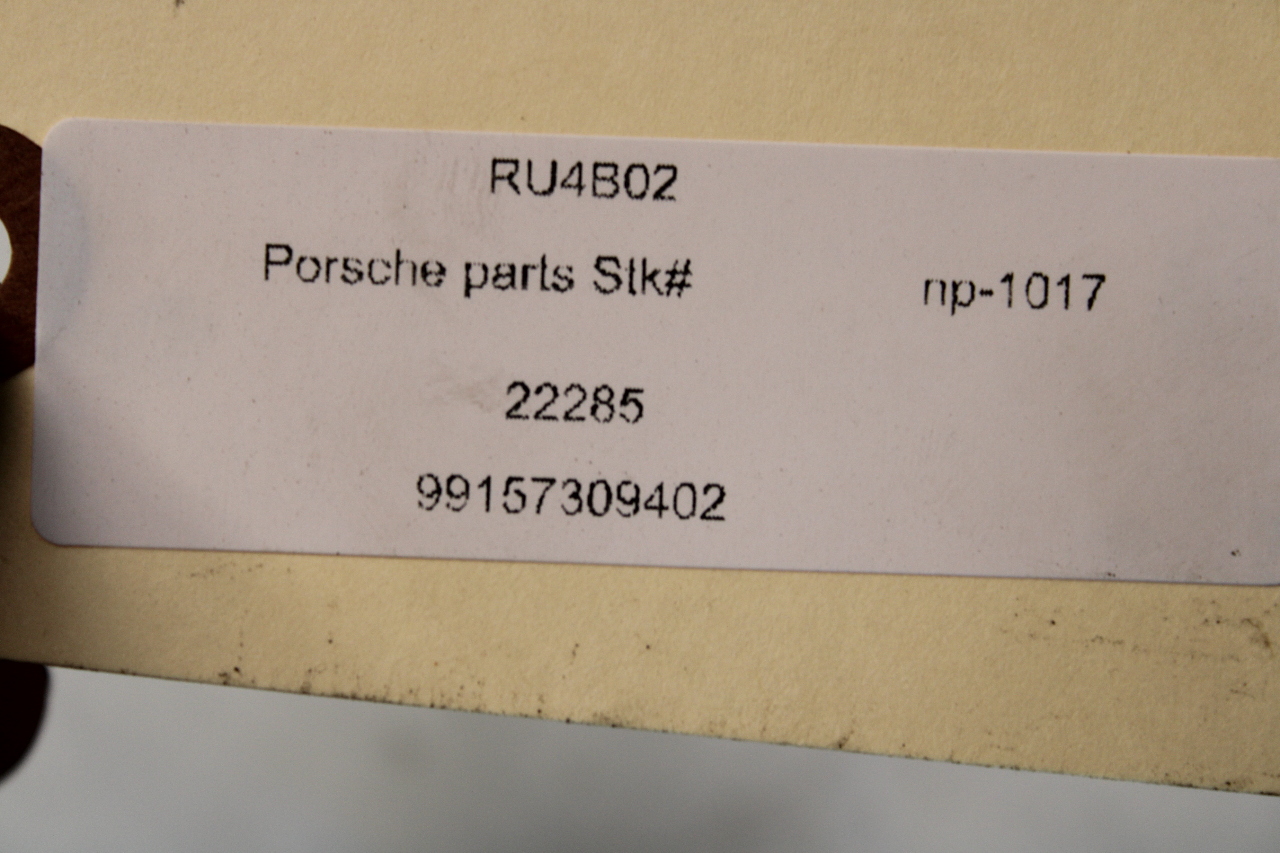 RU4B02
Porsche parts Stk# np-1017
22285
99157309402